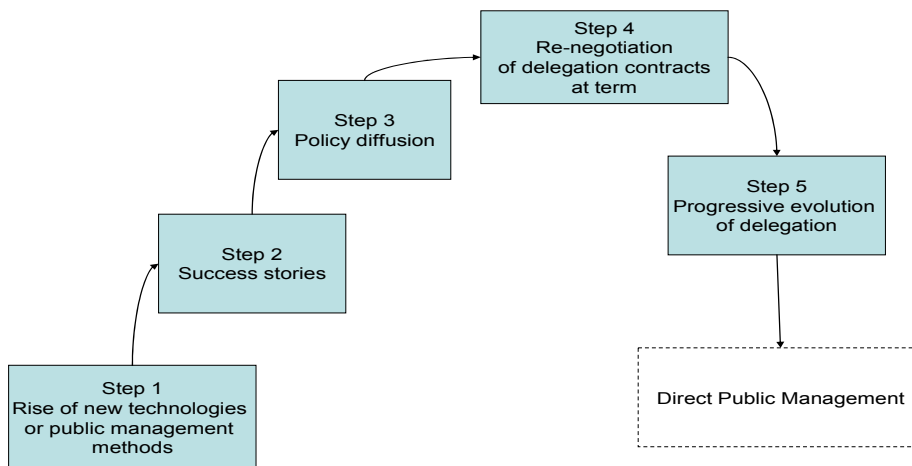 Step 1
Rise of new technologies
or public management
methods
Step 2
Success stories
Step 3
Policy diffusion
Step 4
Re-negotiation
of delegation contracts
at term
Step 5
Progressive evolution
of delegation
Direct Public Management